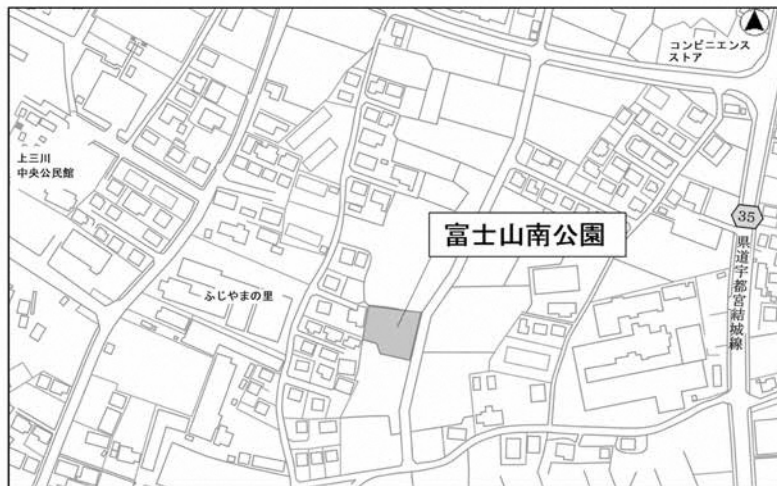 コンビニエンス
ストア
上三川
中央公民館
35
富士山南公園
県道宇都宮結城線
ふじやまの里